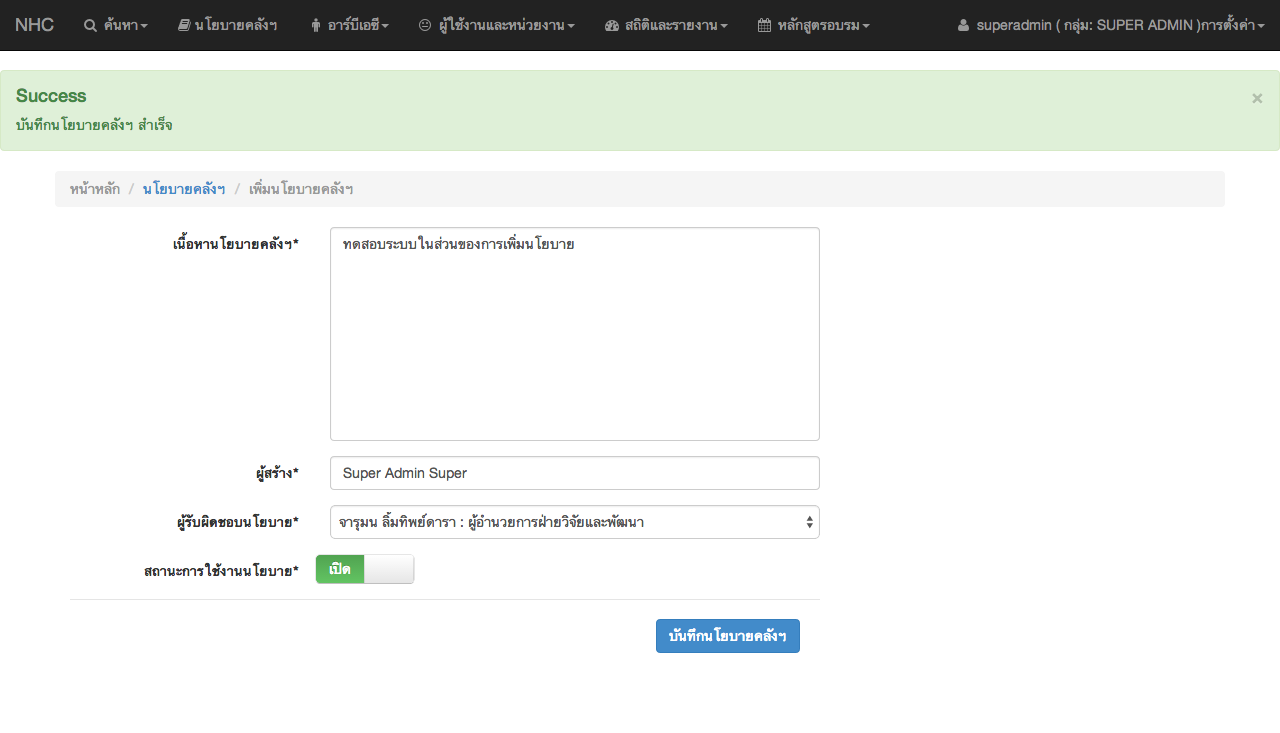 NHC ค้นหา นโยบายคลังฯ อาร์บีเอซี ผู้ใช้งานและหน่วยงาน สถิติและรายงาน หลักสูตรอบรม superadmin ( กลุ่ม: SUPER ADMIN )การตั้งค่า
Success ×
บันทึกนโยบายคลังฯ สำเร็จ
หน้าหลัก / นโยบายคลังฯ / เพิ่มนโยบายคลังฯ
เนื้อหานโยบายคลังฯ* ทดสอบระบบในส่วนของการเพิ่มนโยบาย
ผู้สร้าง* Super Admin Super
ผู้รับผิดชอบนโยบาย* จารุมน ลิ้มทิพย์ดารา : ผู้อำนวยการฝ่ายวิจัยและพัฒนา
สถานะการใช้งานนโยบาย* เปิด
บันทึกนโยบายคลังฯ